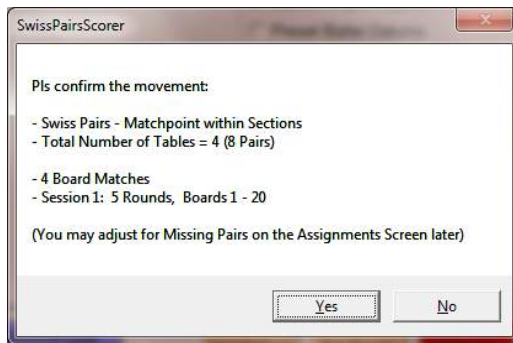 SwissPairsScorer
Pls confirm the movement:
- Swiss Pairs - Matchpoint within Sections
- Total Number of Tables = 4 (8 Pairs)
- 4 Board Matches
- Session 1:  5 Rounds,  Boards 1 - 20
(You may adjust for Missing Pairs on the Assignments Screen later)
Yes
No